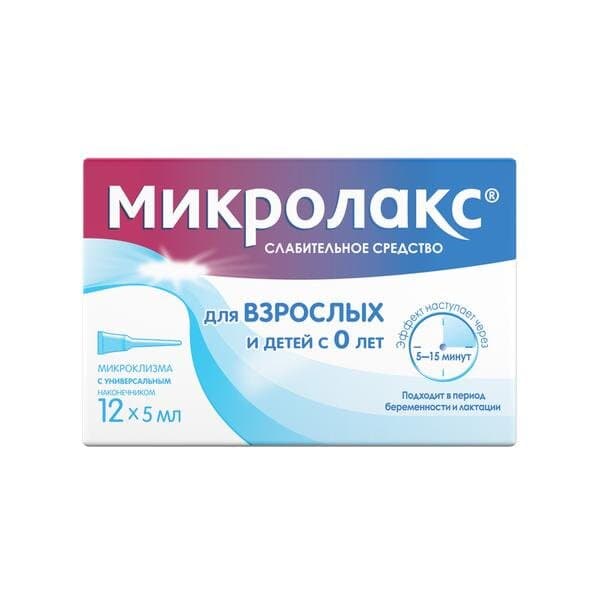 Микролакс®
СЛАБИТЕЛЬНОЕ СРЕДСТВО
для ВЗРОСЛЫХ
и детей с 0 лет
Эффект наступает через
5–15 минут
МИКРОКЛИЗМА
С УНИВЕРСАЛЬНЫМ
НАКОНЕЧНИКОМ
12 × 5 мл
Подходит в период
беременности и лактации